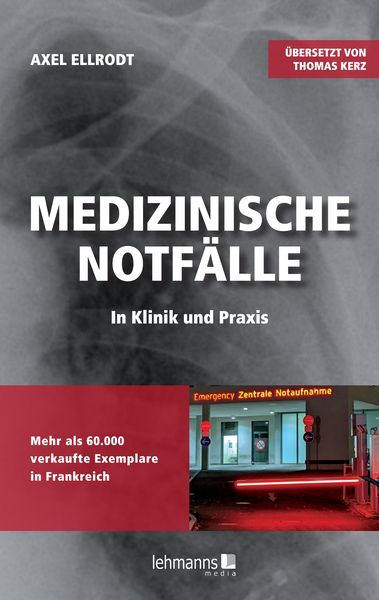 AXEL ELLRODT
ÜBERSETZT VON
THOMAS KERZ
MEDIZINISCHE
NOTFÄLLE
In Klinik und Praxis
Emergency Zentrale Notaufnahme
Mehr als 60.000
verkaufte Exemplare
in Frankreich
lehmanns
media